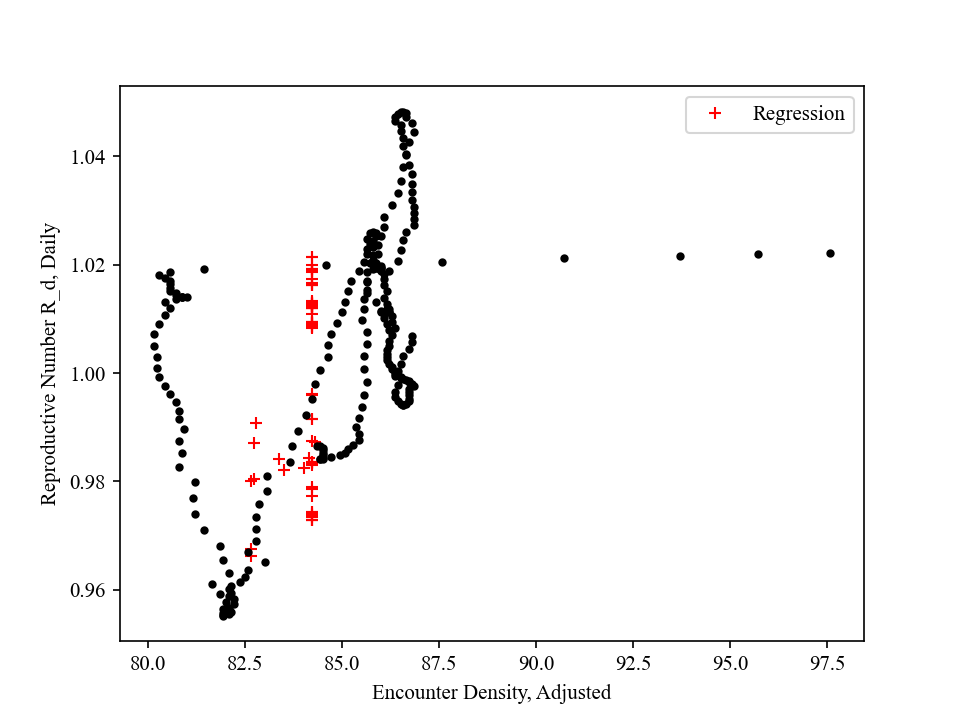 Regression
1.04
1.02
1.00
0.98
0.96
Reproductive Number R_d, Daily
80.0 82.5 85.0 87.5 90.0 92.5 95.0 97.5
Encounter Density, Adjusted